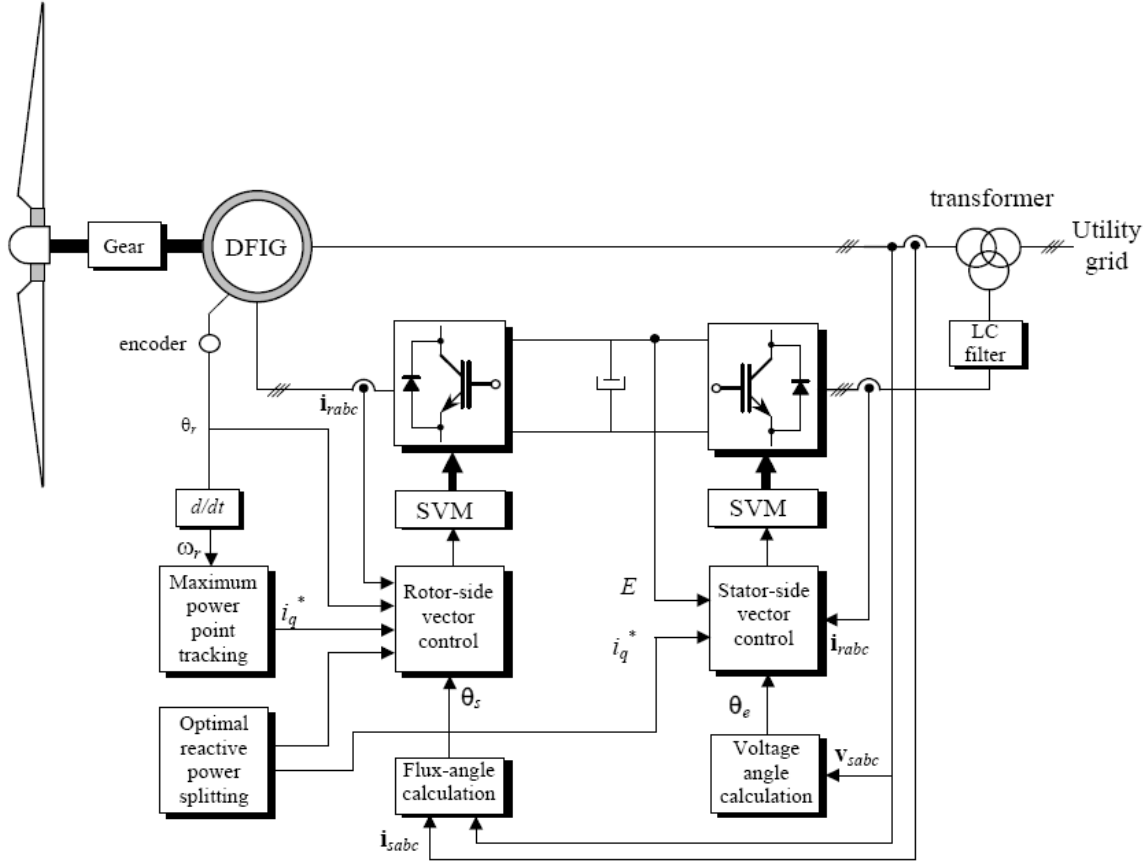 transformer
Utility
grid
Gear
DFIG
LC
filter
encoder
i_rabc
θ_r
d/dt
SVM
SVM
ω_r
Maximum
power
point
tracking
i_q*
Rotor-side
vector
control
E
i_q*
Stator-side
vector
control
i_rabc
θ_s
θ_e
Optimal
reactive
power
splitting
Flux-angle
calculation
Voltage
angle
calculation
v_sabc
i_sabc